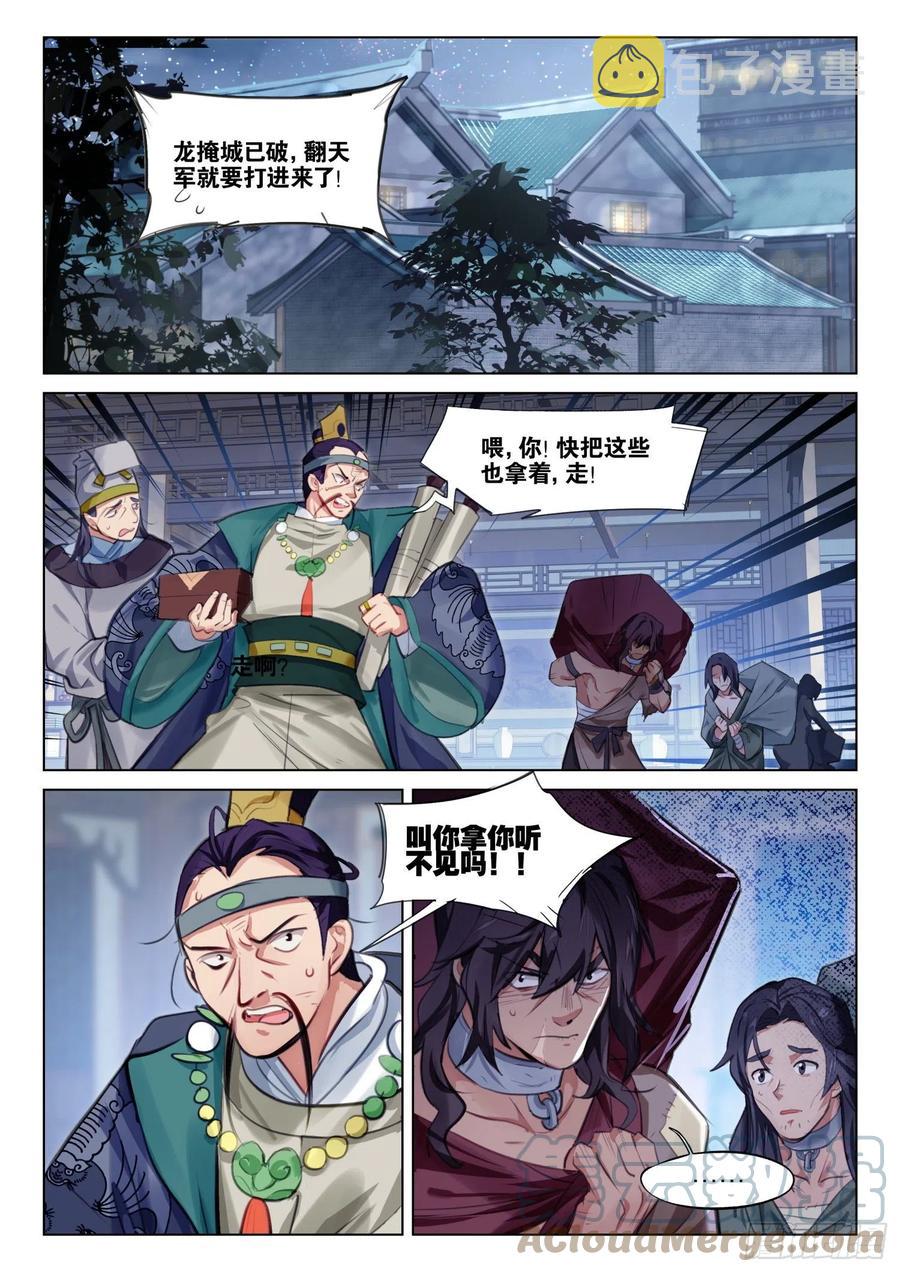 包子漫畫
龙掩城已破，翻天
军就要打进来了！
喂，你！快把这些
也拿着，走！
走啊？
叫你拿你听
不见吗！！
……
AcloudMerge.com